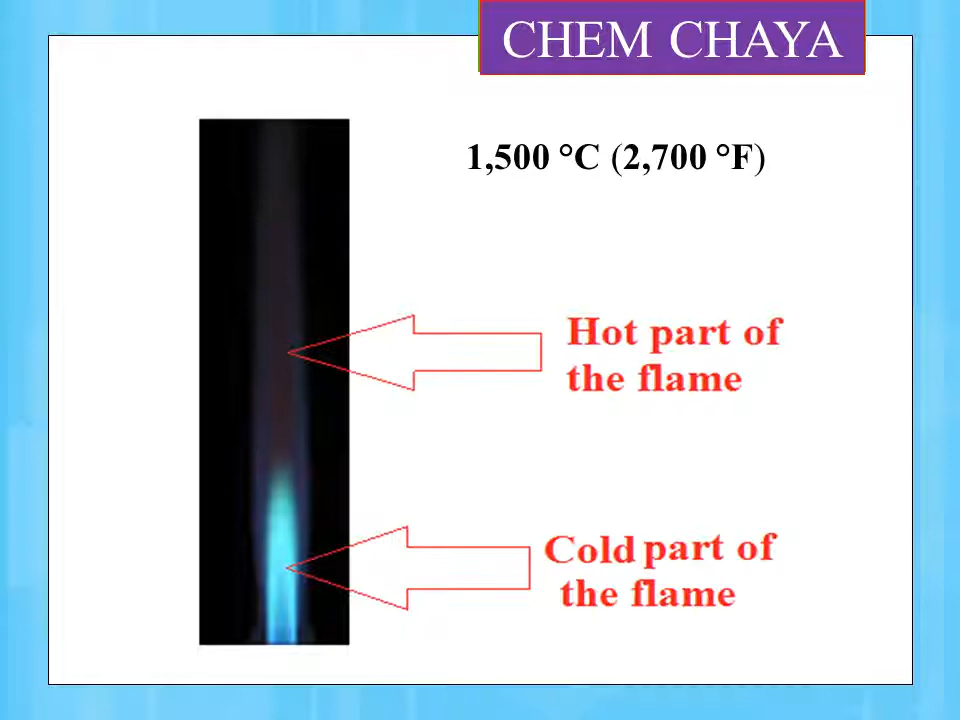 CHEM CHAYA
1,500 °C (2,700 °F)
Hot part of
the flame
Cold part of
the flame